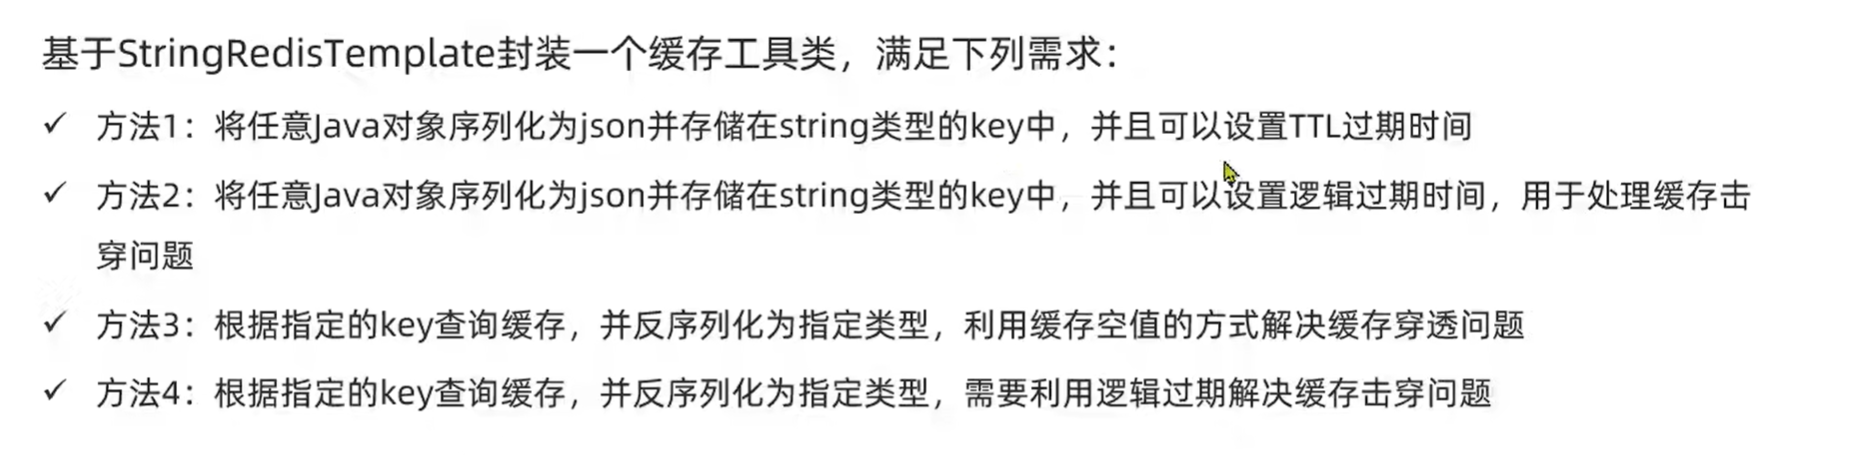 基于StringRedisTemplate封装一个缓存工具类，满足下列需求：
✓ 方法1：将任意Java对象序列化为json并存储在string类型的key中，并且可以设置TTL过期时间
✓ 方法2：将任意Java对象序列化为json并存储在string类型的key中，并且可以设置逻辑过期时间，用于处理缓存击
穿问题
✓ 方法3：根据指定的key查询缓存，并反序列化为指定类型，利用缓存空值的方式解决缓存穿透问题
✓ 方法4：根据指定的key查询缓存，并反序列化为指定类型，需要利用逻辑过期解决缓存击穿问题